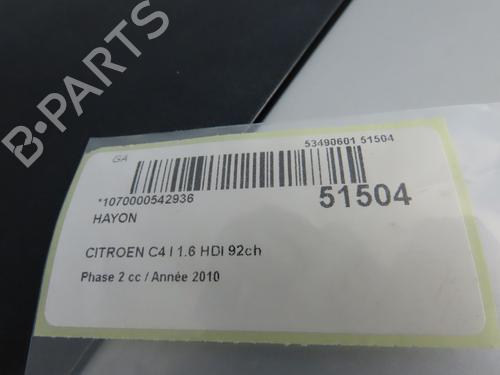 B-PARTS
GA
53490601 51504
*1070000542936
51504
HAYON
CITROEN C4 I 1.6 HDI 92ch
Phase 2 cc / Année 2010